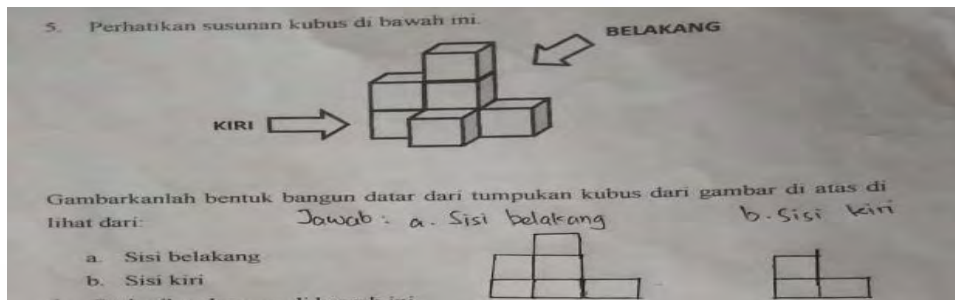 5. Perhatikan susunan kubus di bawah ini.
BELAKANG
KIRI
Gambarkanlah bentuk bangun datar dari tumpukan kubus dari gambar di atas di
lihat dari:
Jawab : a. Sisi belakang
b. Sisi kiri
a. Sisi belakang
b. Sisi kiri